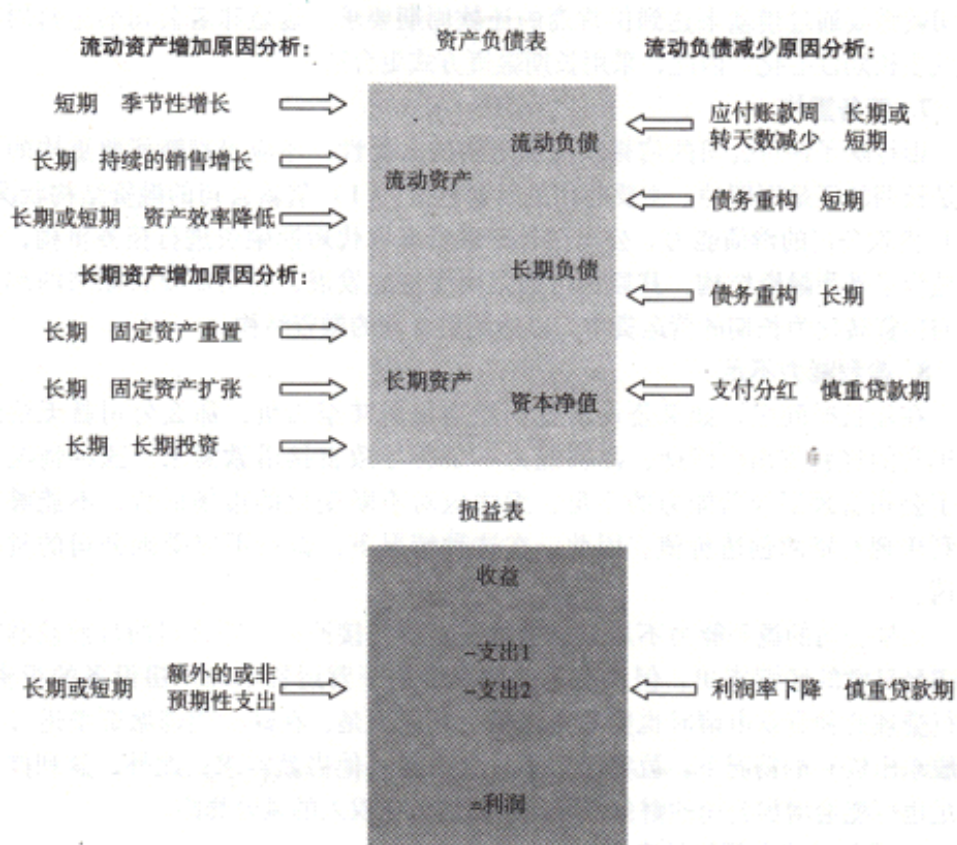 流动资产增加原因分析：
资产负债表
流动负债减少原因分析：
短期 季节性增长
长期 持续的销售增长
长期或短期 资产效率降低
长期资产增加原因分析：
长期 固定资产重置
长期 固定资产扩张
长期 长期投资
流动资产
长期资产
流动负债
长期负债
资本净值
应付账款周 长期或
转天数减少 短期
债务重构 短期
债务重构 长期
支付分红 慎重贷款期
损益表
收益
-支出1
-支出2
=利润
长期或短期 额外的或非
预期性支出
利润率下降 慎重贷款期